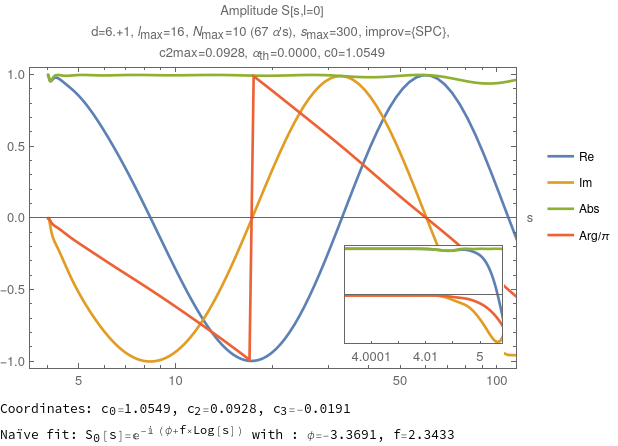 Amplitude S[s,l=0]
d=6.+1, lmax=16, Nmax=10 (67 α's), smax=300, improv={SPC},
c2max=0.0928, αth=0.0000, c0=1.0549
1.0
0.5
0.0
-0.5
-1.0
5
10
50
100
s
4.0001
4.01
5
Re
Im
Abs
Arg/π
Coordinates: c0=1.0549, c2=0.0928, c3=-0.0191
Naïve fit: S0[s]=e^-i (ϕ+f×Log[s]) with : ϕ=-3.3691, f=2.3433